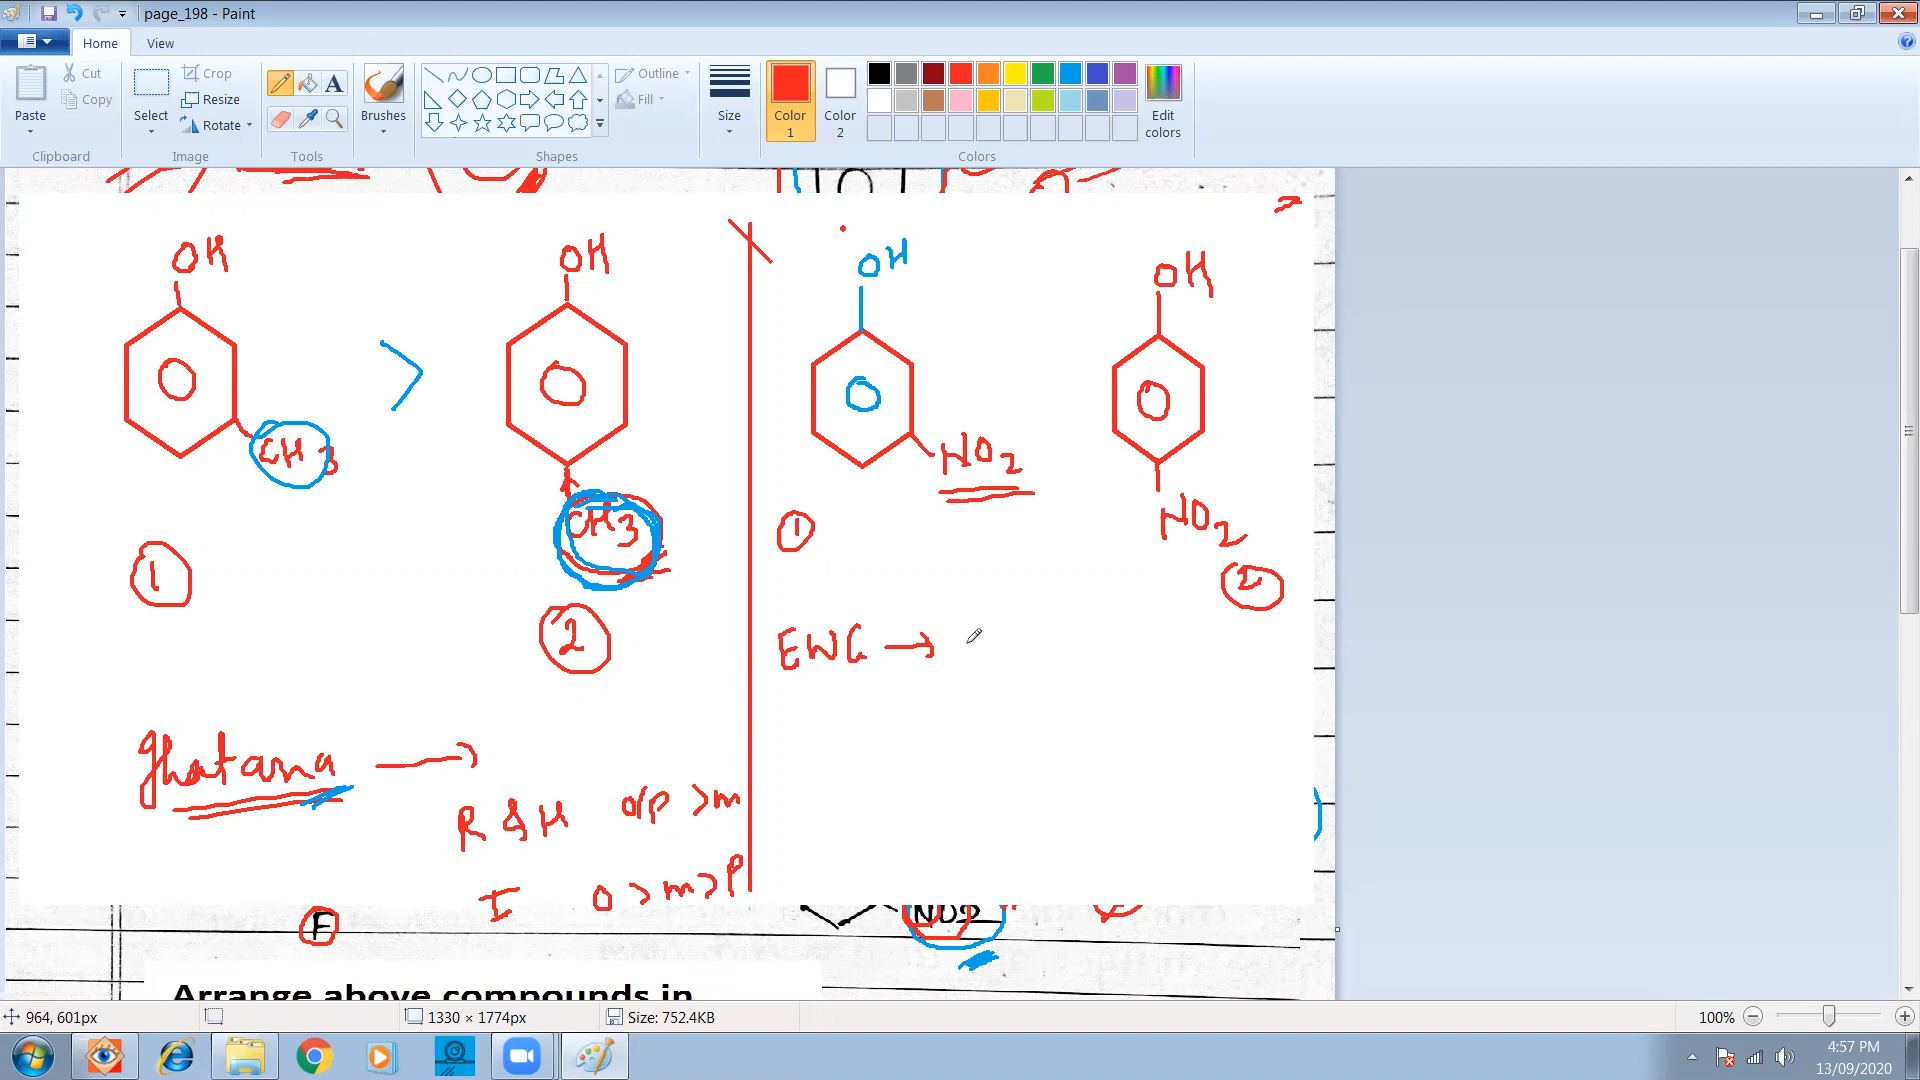 page_198 - Paint
Home
View
Paste
Cut
Copy
Clipboard
Select
Crop
Resize
Rotate
Image
A
Tools
Brushes
Outline
Fill
Shapes
Size
Color 1
Color 2
Edit colors
Colors
OH
OH
OH
OH
>
CH3
CH3
NO2
NO2
1
2
1
2
EWG →
Ghatana →
R & H o/p > m
I o > m > p
F
NO2
Arrange above compounds in
964, 601px
1330 × 1774px
Size: 752.4KB
100%
4:57 PM
13/09/2020